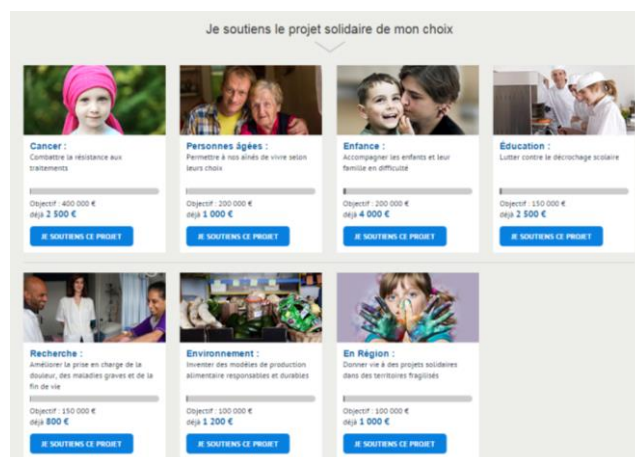 Je soutiens le projet solidaire de mon choix
Cancer :
Combattre la résistance aux
traitements
Objectif : 400 000 €
déjà 2 500 €
JE SOUTIENS CE PROJET
Personnes âgées :
Permettre à nos aînés de vivre selon
leurs choix
Objectif : 200 000 €
déjà 1 000 €
JE SOUTIENS CE PROJET
Enfance :
Accompagner les enfants et leur
famille en difficulté
Objectif : 200 000 €
déjà 4 000 €
JE SOUTIENS CE PROJET
Éducation :
Lutter contre le décrochage scolaire
Objectif : 150 000 €
déjà 2 500 €
JE SOUTIENS CE PROJET
Recherche :
Améliorer la prise en charge de la
douleur, des maladies graves et de la
fin de vie
Objectif : 150 000 €
déjà 800 €
JE SOUTIENS CE PROJET
Environnement :
Inventer des modèles de production
alimentaire responsables et durables
Objectif : 100 000 €
déjà 1 200 €
JE SOUTIENS CE PROJET
En Région :
Donner vie à des projets solidaires
dans des territoires fragilisés
Objectif : 100 000 €
déjà 1 000 €
JE SOUTIENS CE PROJET